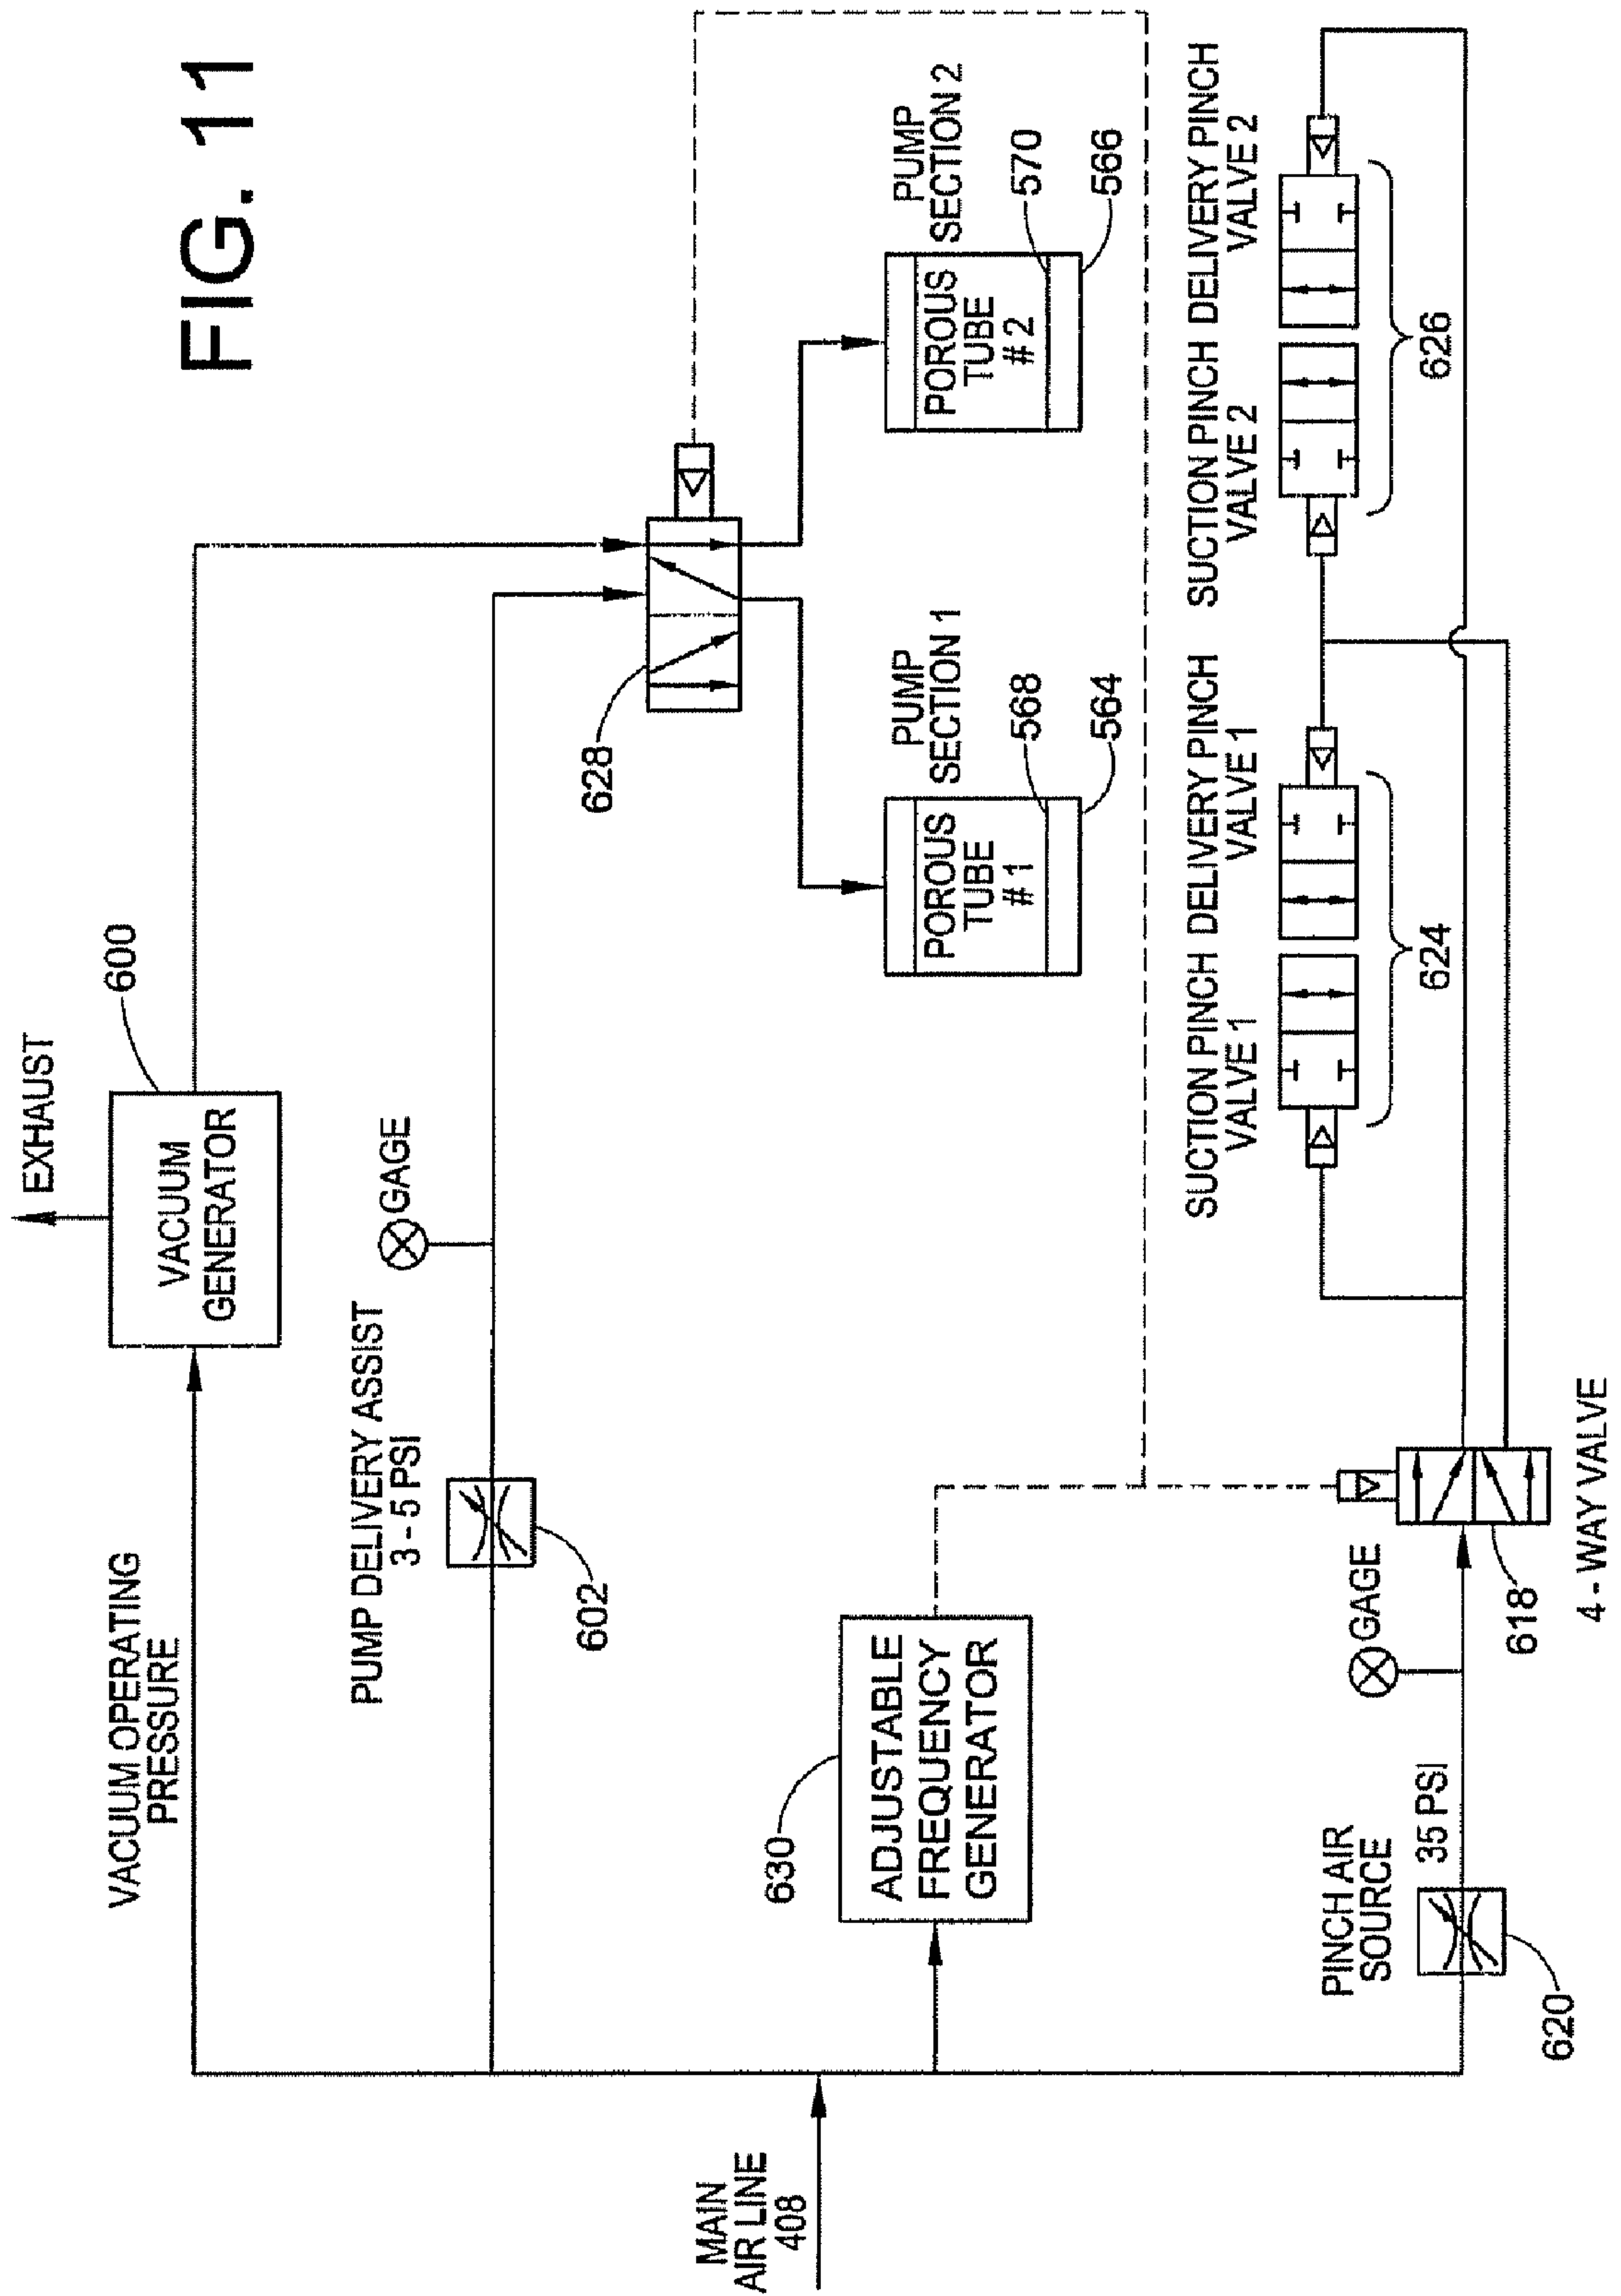 FIG. 11
EXHAUST
600
VACUUM OPERATING
PRESSURE
VACUUM
GENERATOR
PUMP DELIVERY ASSIST
3 - 5 PSI
GAGE
602
628
PUMP
SECTION 1
POROUS
TUBE
# 1
568
564
PUMP
SECTION 2
POROUS
TUBE
# 2
570
566
MAIN
AIR LINE
408
630
ADJUSTABLE
FREQUENCY
GENERATOR
PINCH AIR
SOURCE
35 PSI
620
GAGE
618
4 - WAY VALVE
SUCTION PINCH
VALVE 1
DELIVERY PINCH
VALVE 1
624
SUCTION PINCH
VALVE 2
DELIVERY PINCH
VALVE 2
626